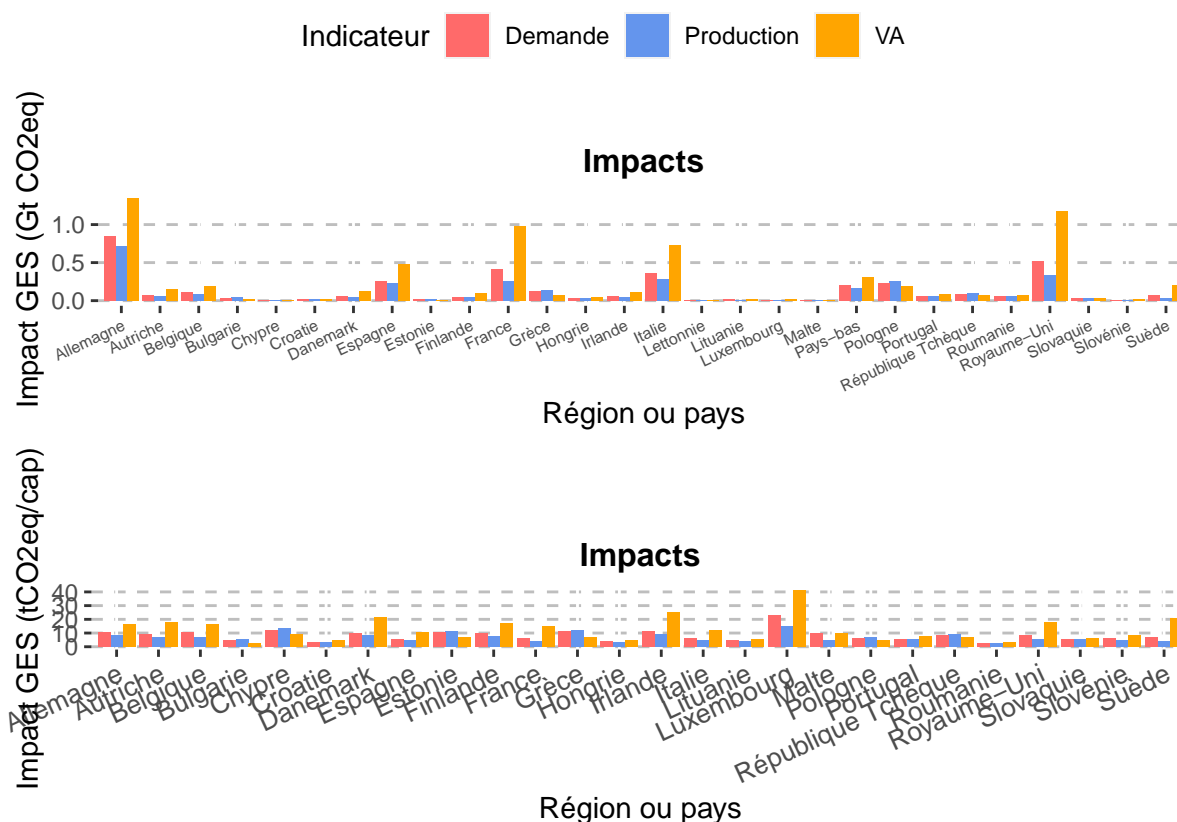 Indicateur Demande Production VA
Impacts
Impact GES (Gt CO2eq)
1.0
0.5
0.0
Allemagne
Autriche
Belgique
Bulgarie
Chypre
Croatie
Danemark
Espagne
Estonie
Finlande
France
Grèce
Hongrie
Irlande
Italie
Lettonnie
Lituanie
Luxembourg
Malte
Pays−bas
Pologne
Portugal
République Tchèque
Roumanie
Royaume−Uni
Slovaquie
Slovénie
Suède
Région ou pays
Impacts
Impact GES (tCO2eq/cap)
40
30
20
10
0
Allemagne
Autriche
Belgique
Bulgarie
Chypre
Croatie
Danemark
Espagne
Estonie
Finlande
France
Grèce
Hongrie
Irlande
Italie
Lituanie
Luxembourg
Malte
Pologne
Portugal
République Tchèque
Roumanie
Royaume−Uni
Slovaquie
Slovénie
Suède
Région ou pays